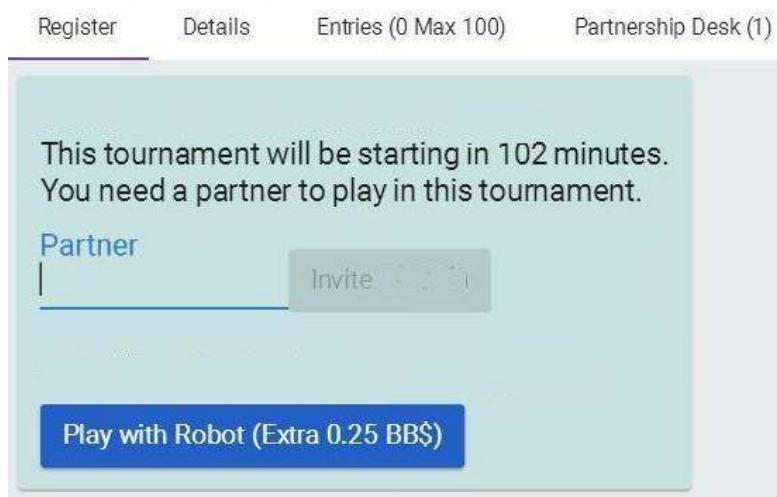 Register Details Entries (0 Max 100) Partnership Desk (1)
This tournament will be starting in 102 minutes.
You need a partner to play in this tournament.
Partner
Invite
Play with Robot (Extra 0.25 BB$)